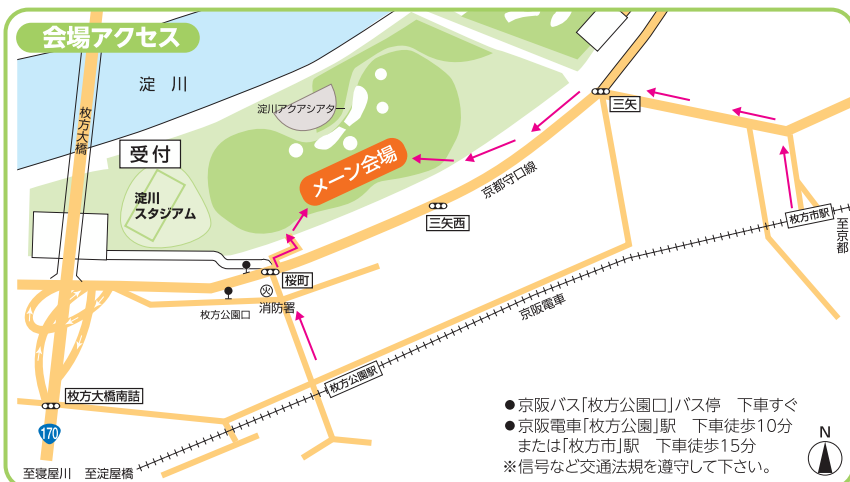 会場アクセス
淀川
枚方大橋
淀川アクアシアター
三矢
受付
メーン会場
淀川
スタジアム
京都守口線
三矢西
枚方市駅
至京都
桜町
火
消防署
枚方公園口
京阪電車
枚方公園駅
枚方大橋南詰
170
至寝屋川 至淀屋橋
●京阪バス「枚方公園口」バス停 下車すぐ
●京阪電車「枚方公園」駅 下車徒歩10分
または「枚方市」駅 下車徒歩15分
※信号など交通法規を遵守して下さい。
N